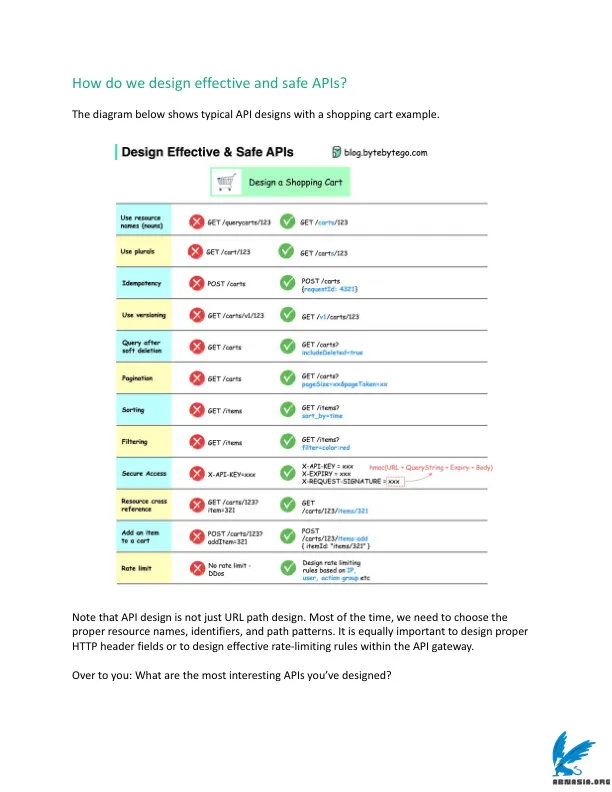 How do we design effective and safe APIs?
The diagram below shows typical API designs with a shopping cart example.
Design Effective & Safe APIs
blog.bytebytego.com
Design a Shopping Cart
Use resource
names (nouns)
GET /querycarts/123
GET /carts/123
Use plurals
GET /cart/123
GET /carts/123
Idempotency
POST /carts
POST /carts
{requestId: 4321}
Use versioning
GET /carts/v1/123
GET /v1/carts/123
Query after
soft deletion
GET /carts
GET /carts?
includeDeleted=true
Pagination
GET /carts
GET /carts?
pageSize=xx&pageToken=xx
Sorting
GET /items
GET /items?
sort_by=time
Filtering
GET /items
GET /items?
filter=color:red
Secure Access
X-API-KEY=xxx
X-API-KEY = xxx
X-EXPIRY = xxx
X-REQUEST-SIGNATURE = xxx
hmac(URL + QueryString + Expiry + Body)
Resource cross
reference
GET /carts/123?
item=321
GET
/carts/123/items/321
Add an item
to a cart
POST /carts/123?
addItem=321
POST
/carts/123/items:add
{ itemId: "items/321" }
Rate limit
No rate limit -
DDos
Design rate limiting
rules based on IP,
user, action group etc
Note that API design is not just URL path design. Most of the time, we need to choose the
proper resource names, identifiers, and path patterns. It is equally important to design proper
HTTP header fields or to design effective rate-limiting rules within the API gateway.
Over to you: What are the most interesting APIs you’ve designed?
ABNASIA.ORG